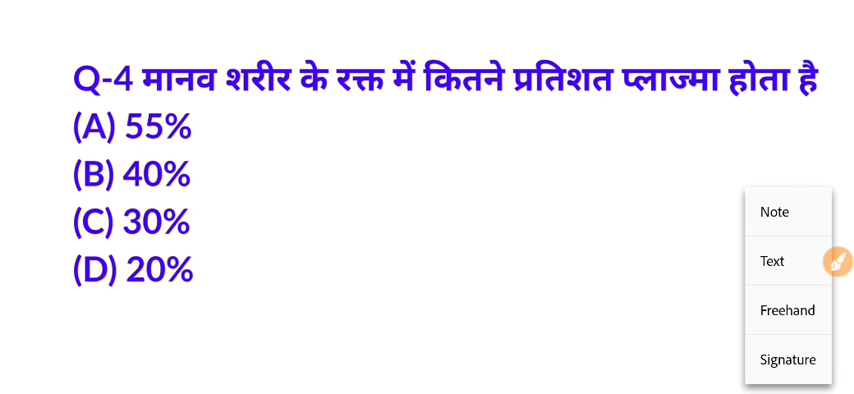 Q-4 मानव शरीर के रक्त में कितने प्रतिशत प्लाज्मा होता है
(A) 55%
(B) 40%
(C) 30%
(D) 20%
Note
Text
Freehand
Signature